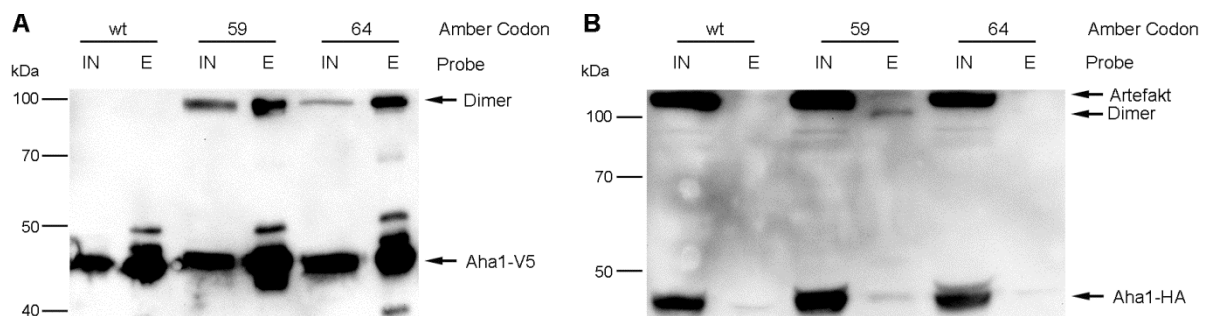 A
wt 59 64 Amber Codon
IN E IN E IN E Probe
kDa
100 Dimer
70
50
Aha1-V5
40
B
wt 59 64 Amber Codon
IN E IN E IN E Probe
kDa
Artefakt
100 Dimer
70
50
Aha1-HA